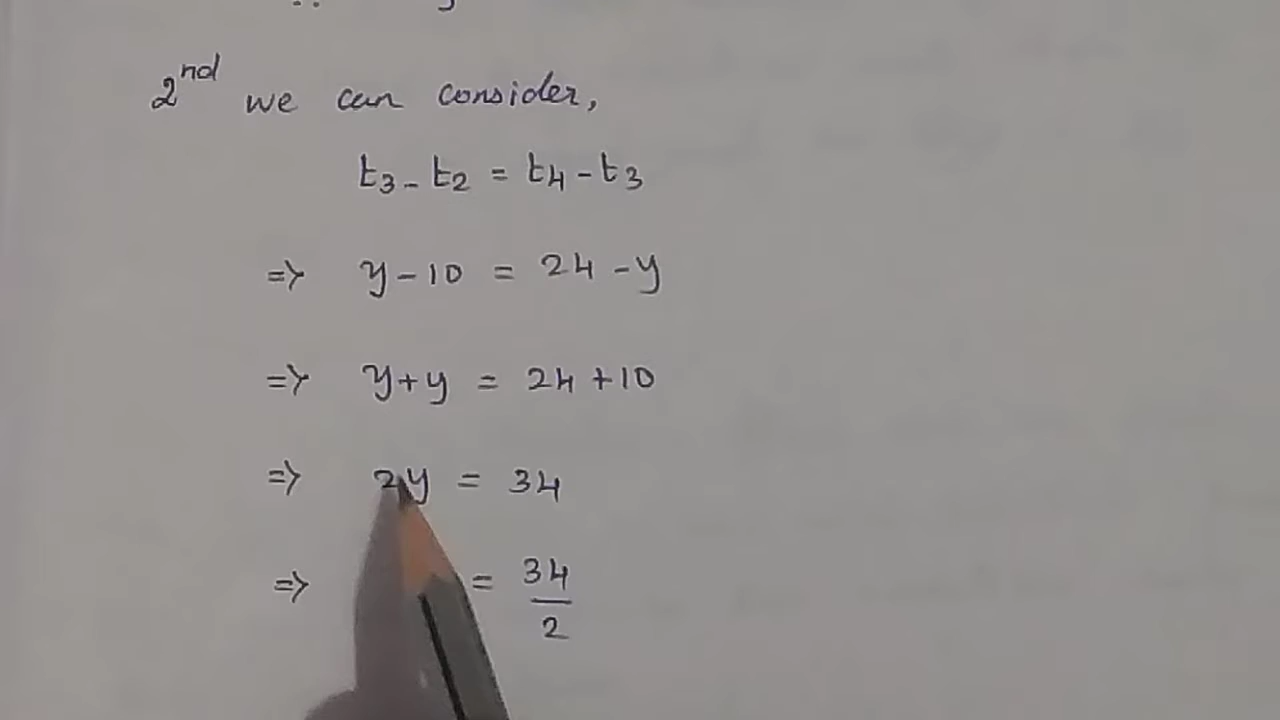 2nd we can consider,
t3 - t2 = t4 - t3
=> y - 10 = 24 - y
=> y + y = 24 + 10
=> 2y = 34
=> = 34/2